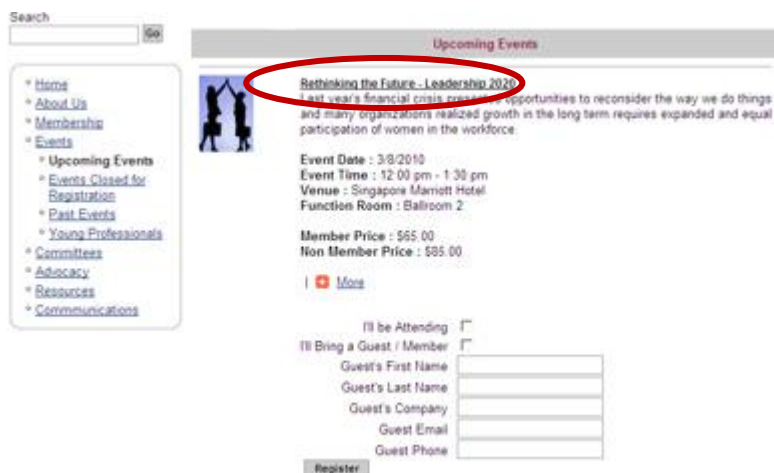 Search
Go
Upcoming Events
Home
About Us
Membership
Events
Upcoming Events
Events Closed for
Registration
Past Events
Young Professionals
Committees
Advocacy
Resources
Commmunications
Rethinking the Future - Leadership 2020
Last year's financial crisis presented opportunities to reconsider the way we do things
and many organizations realized growth in the long term requires expanded and equal
participation of women in the workforce.
Event Date : 3/8/2010
Event Time : 12:00 pm - 1:30 pm
Venue : Singapore Marriott Hotel
Function Room : Ballroom 2
Member Price : $65.00
Non Member Price : $85.00
| More
I'll be Attending
I'll Bring a Guest / Member
Guest's First Name
Guest's Last Name
Guest's Company
Guest Email
Guest Phone
Register